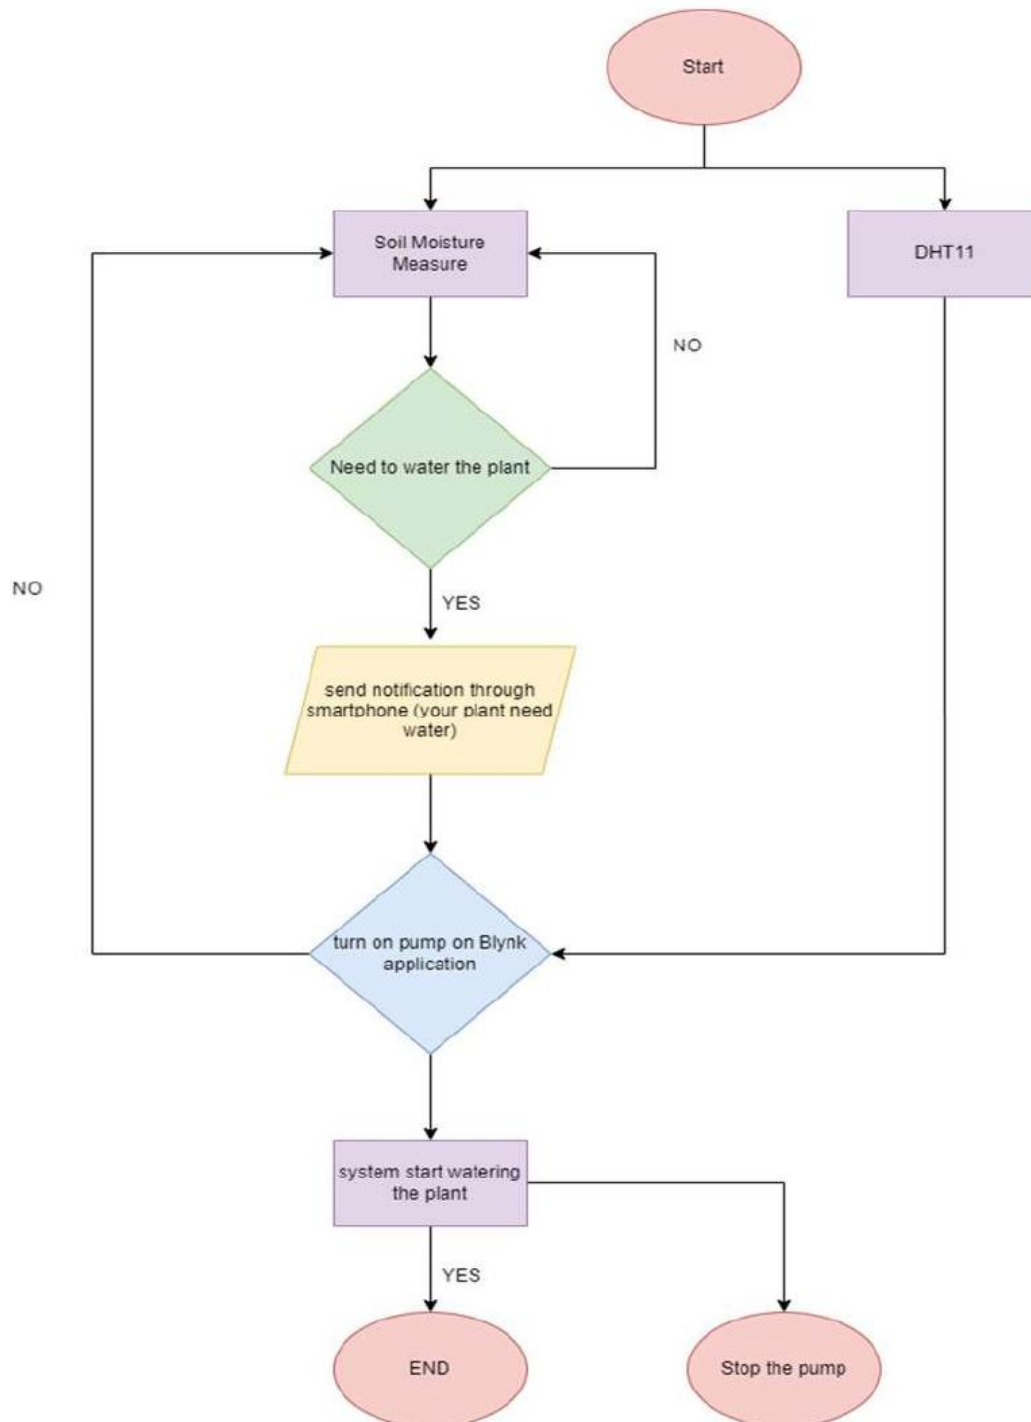 Start
Soil Moisture
Measure
DHT11
NO
Need to water the plant
NO
YES
send notification through
smartphone (your plant need
water)
turn on pump on Blynk
application
system start watering
the plant
YES
END
Stop the pump